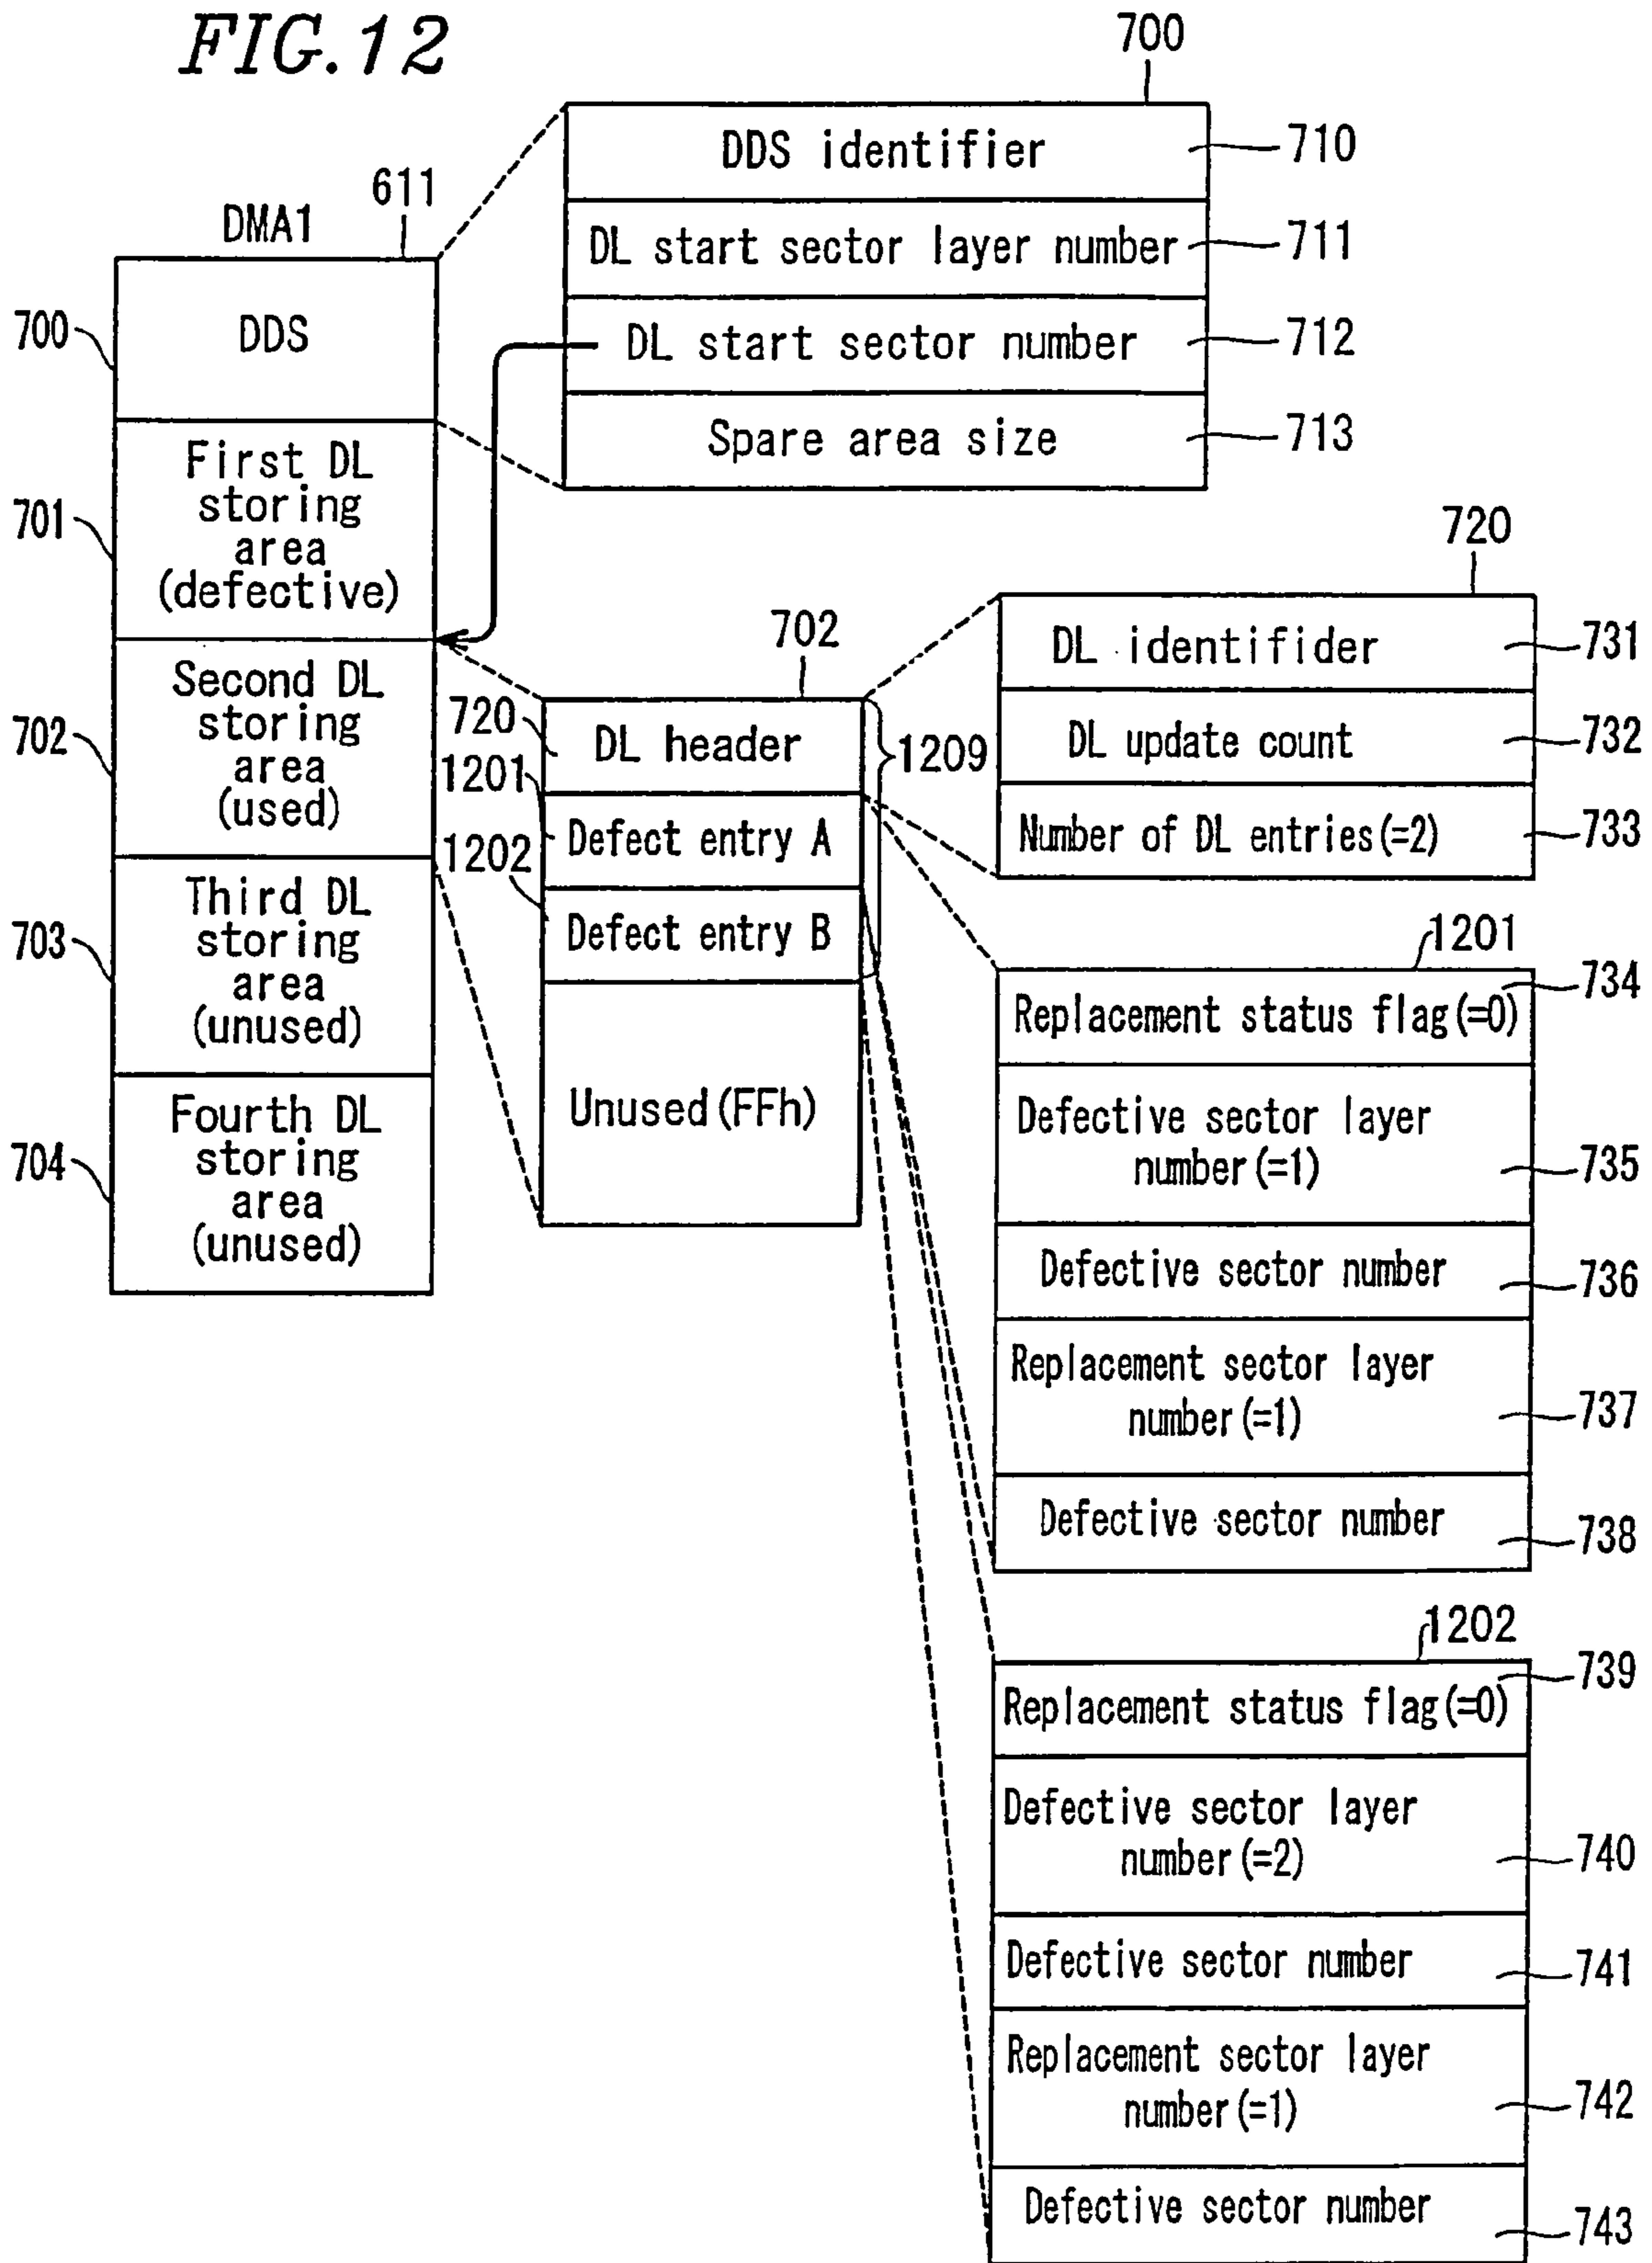 FIG.12
700
DDS identifier
710
DL start sector layer number
711
DL start sector number
712
Spare area size
713
611
DMA1
700
DDS
701
First DL
storing
area
(defective)
702
Second DL
storing
area
(used)
703
Third DL
storing
area
(unused)
704
Fourth DL
storing
area
(unused)
702
720
DL header
1209
1201
Defect entry A
1202
Defect entry B
Unused(FFh)
720
DL identifider
731
DL update count
732
Number of DL entries(=2)
733
1201
Replacement status flag(=0)
734
Defective sector layer
number(=1)
735
Defective sector number
736
Replacement sector layer
number(=1)
737
Defective sector number
738
1202
Replacement status flag(=0)
739
Defective sector layer
number(=2)
740
Defective sector number
741
Replacement sector layer
number(=1)
742
Defective sector number
743